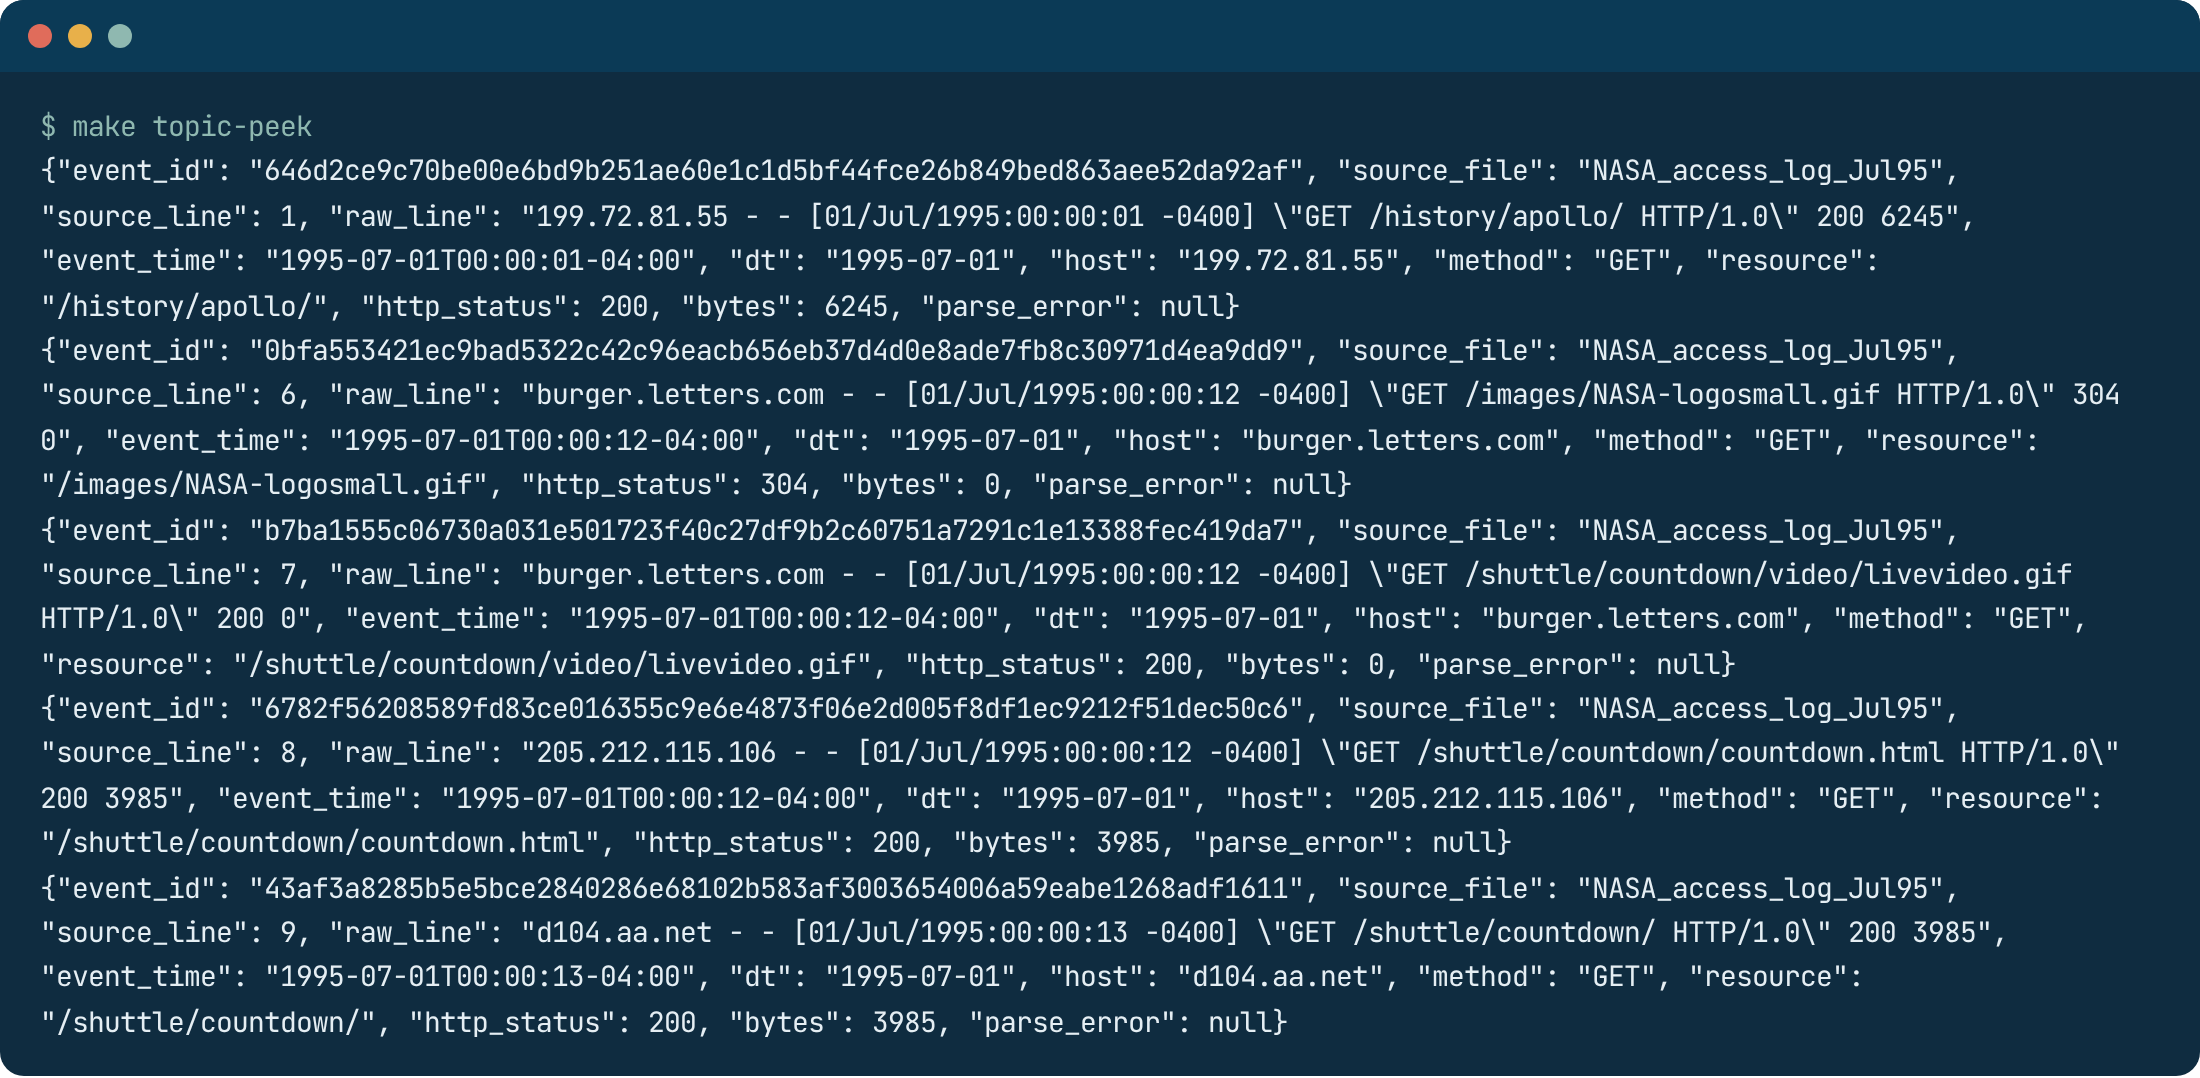 $ make topic-peek
{"event_id": "646d2ce9c70be00e6bd9b251ae60e1c1d5bf44fce26b849bed863aee52da92af", "source_file": "NASA_access_log_Jul95",
"source_line": 1, "raw_line": "199.72.81.55 - - [01/Jul/1995:00:00:01 -0400] \"GET /history/apollo/ HTTP/1.0\" 200 6245",
"event_time": "1995-07-01T00:00:01-04:00", "dt": "1995-07-01", "host": "199.72.81.55", "method": "GET", "resource":
"/history/apollo/", "http_status": 200, "bytes": 6245, "parse_error": null}
{"event_id": "0bfa553421ec9bad5322c42c96eacb656eb37d4d0e8ade7fb8c30971d4ea9dd9", "source_file": "NASA_access_log_Jul95",
"source_line": 6, "raw_line": "burger.letters.com - - [01/Jul/1995:00:00:12 -0400] \"GET /images/NASA-logosmall.gif HTTP/1.0\" 304
0", "event_time": "1995-07-01T00:00:12-04:00", "dt": "1995-07-01", "host": "burger.letters.com", "method": "GET", "resource":
"/images/NASA-logosmall.gif", "http_status": 304, "bytes": 0, "parse_error": null}
{"event_id": "b7ba1555c06730a031e501723f40c27df9b2c60751a7291c1e13388fec419da7", "source_file": "NASA_access_log_Jul95",
"source_line": 7, "raw_line": "burger.letters.com - - [01/Jul/1995:00:00:12 -0400] \"GET /shuttle/countdown/video/livevideo.gif
HTTP/1.0\" 200 0", "event_time": "1995-07-01T00:00:12-04:00", "dt": "1995-07-01", "host": "burger.letters.com", "method": "GET",
"resource": "/shuttle/countdown/video/livevideo.gif", "http_status": 200, "bytes": 0, "parse_error": null}
{"event_id": "6782f56208589fd83ce016355c9e6e4873f06e2d005f8df1ec9212f51dec50c6", "source_file": "NASA_access_log_Jul95",
"source_line": 8, "raw_line": "205.212.115.106 - - [01/Jul/1995:00:00:12 -0400] \"GET /shuttle/countdown/countdown.html HTTP/1.0\"
200 3985", "event_time": "1995-07-01T00:00:12-04:00", "dt": "1995-07-01", "host": "205.212.115.106", "method": "GET", "resource":
"/shuttle/countdown/countdown.html", "http_status": 200, "bytes": 3985, "parse_error": null}
{"event_id": "43af3a8285b5e5bce2840286e68102b583af3003654006a59eabe1268adf1611", "source_file": "NASA_access_log_Jul95",
"source_line": 9, "raw_line": "d104.aa.net - - [01/Jul/1995:00:00:13 -0400] \"GET /shuttle/countdown/ HTTP/1.0\" 200 3985",
"event_time": "1995-07-01T00:00:13-04:00", "dt": "1995-07-01", "host": "d104.aa.net", "method": "GET", "resource":
"/shuttle/countdown/", "http_status": 200, "bytes": 3985, "parse_error": null}